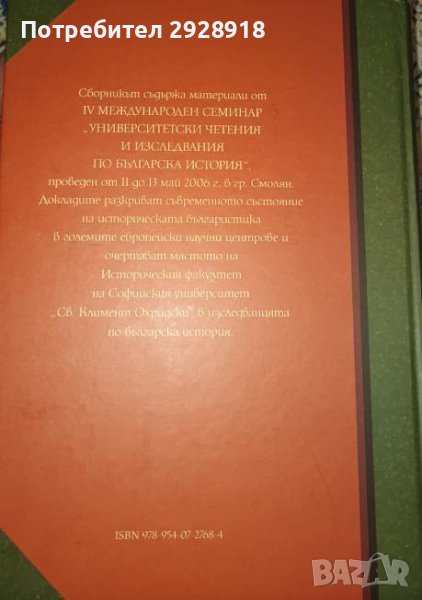 Потребител 2928918
Сборникът съдържа материали от
IV МЕЖДУНАРОДЕН СЕМИНАР
„УНИВЕРСИТЕТСКИ ЧЕТЕНИЯ
И ИЗСЛЕДВАНИЯ
ПО БЪЛГАРСКА ИСТОРИЯ“,
проведен от 11 до 13 май 2006 г. в гр. Смолян.
Докладите разкриват съвременното състояние
на историческата българистика
в големите европейски научни центрове и
очертават мястото на
Историческия факултет
на Софийския университет
„Св. Климент Охридски“ в изследванията
по българска история.
ISBN 978-954-07-2768-4
BAZAR